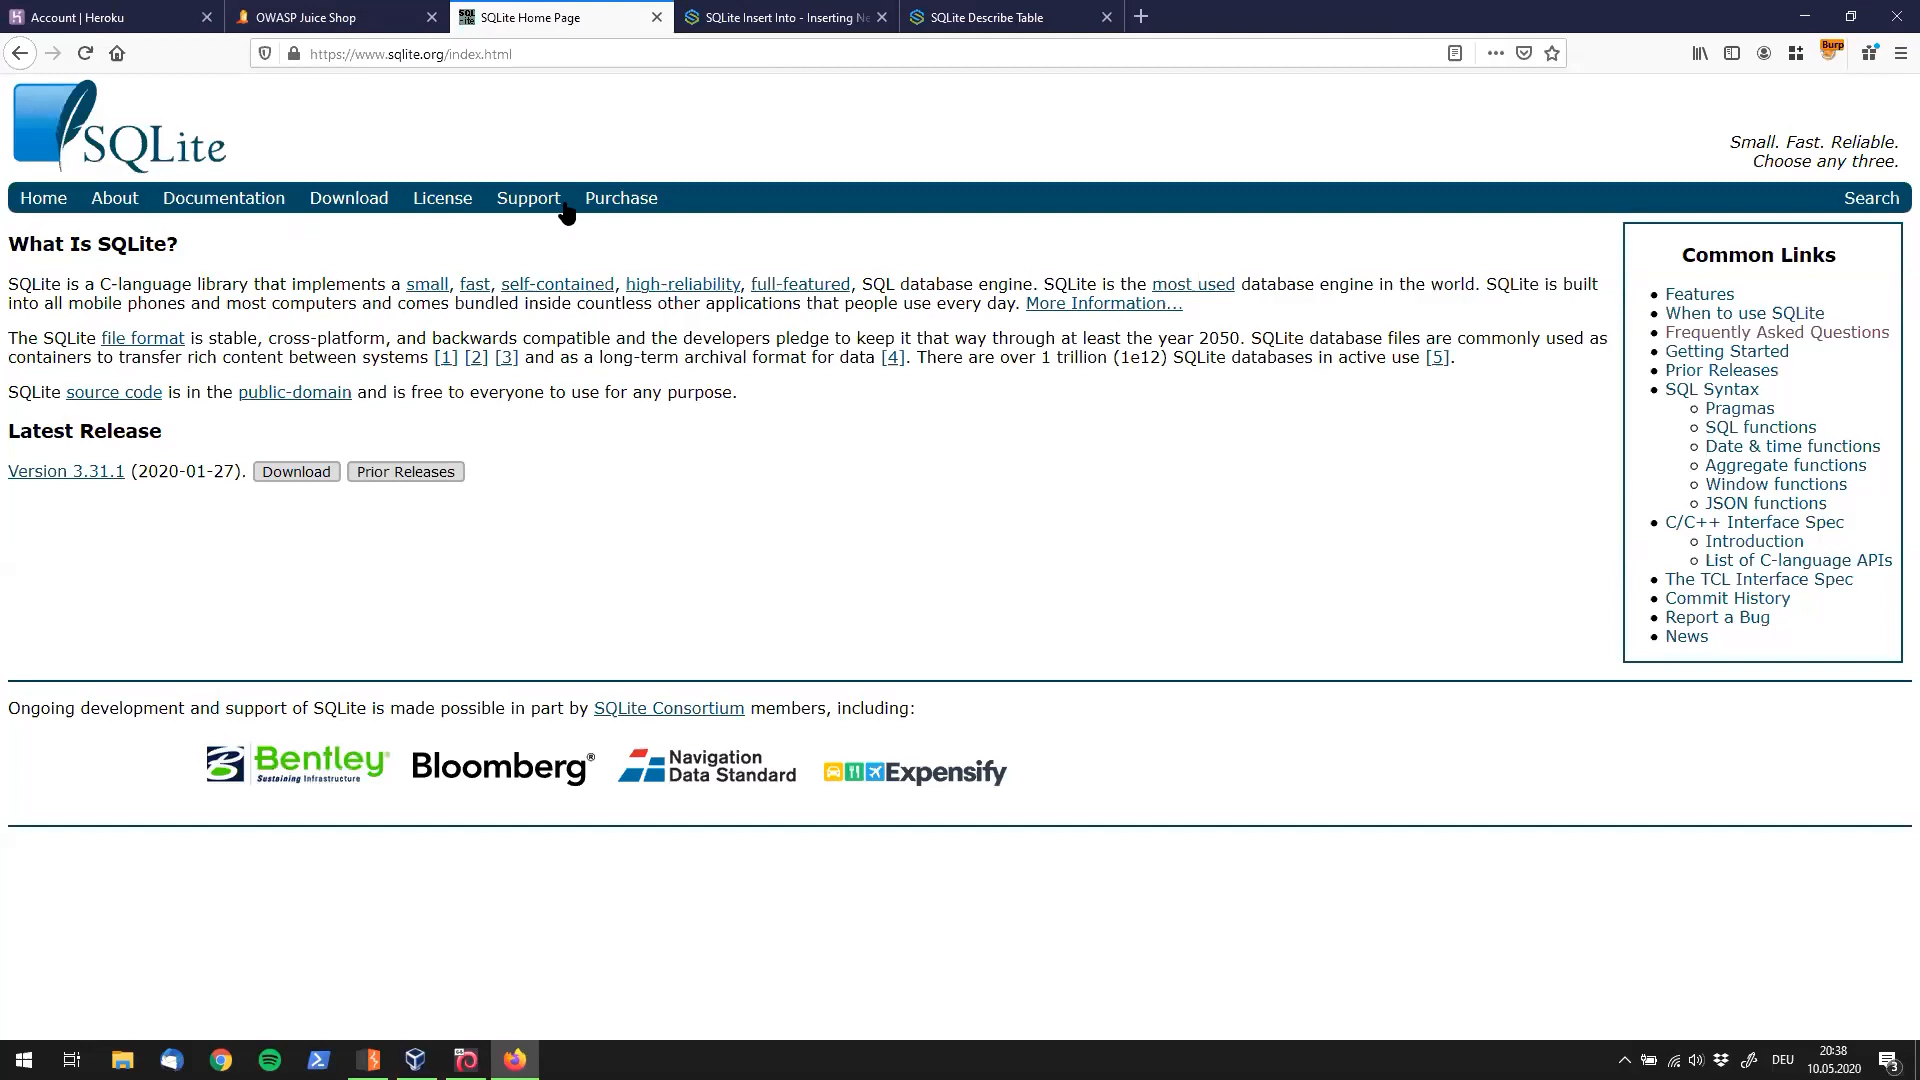 Account | Heroku
OWASP Juice Shop
SQLite Home Page
SQLite Insert Into - Inserting Ne
SQLite Describe Table
https://www.sqlite.org/index.html
Burp
SQLite
Small. Fast. Reliable.
Choose any three.
Home About Documentation Download License Support Purchase Search
What Is SQLite?
SQLite is a C-language library that implements a small, fast, self-contained, high-reliability, full-featured, SQL database engine. SQLite is the most used database engine in the world. SQLite is built
into all mobile phones and most computers and comes bundled inside countless other applications that people use every day. More Information...
The SQLite file format is stable, cross-platform, and backwards compatible and the developers pledge to keep it that way through at least the year 2050. SQLite database files are commonly used as
containers to transfer rich content between systems [1] [2] [3] and as a long-term archival format for data [4]. There are over 1 trillion (1e12) SQLite databases in active use [5].
SQLite source code is in the public-domain and is free to everyone to use for any purpose.
Latest Release
Version 3.31.1 (2020-01-27). Download Prior Releases
Common Links
Features
When to use SQLite
Frequently Asked Questions
Getting Started
Prior Releases
SQL Syntax
Pragmas
SQL functions
Date & time functions
Aggregate functions
Window functions
JSON functions
C/C++ Interface Spec
Introduction
List of C-language APIs
The TCL Interface Spec
Commit History
Report a Bug
News
Ongoing development and support of SQLite is made possible in part by SQLite Consortium members, including:
Bentley®
Sustaining Infrastructure
Bloomberg®
Navigation
Data Standard
Expensify
DEU
20:38
10.05.2020
3